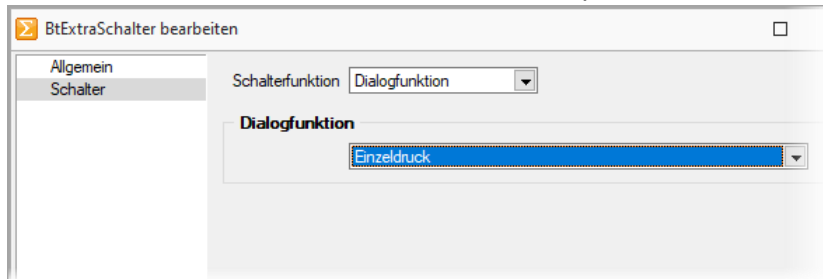 BtExtraSchalter bearbeiten
Allgemein
Schalter
Schalterfunktion Dialogfunktion
Dialogfunktion
Einzeldruck